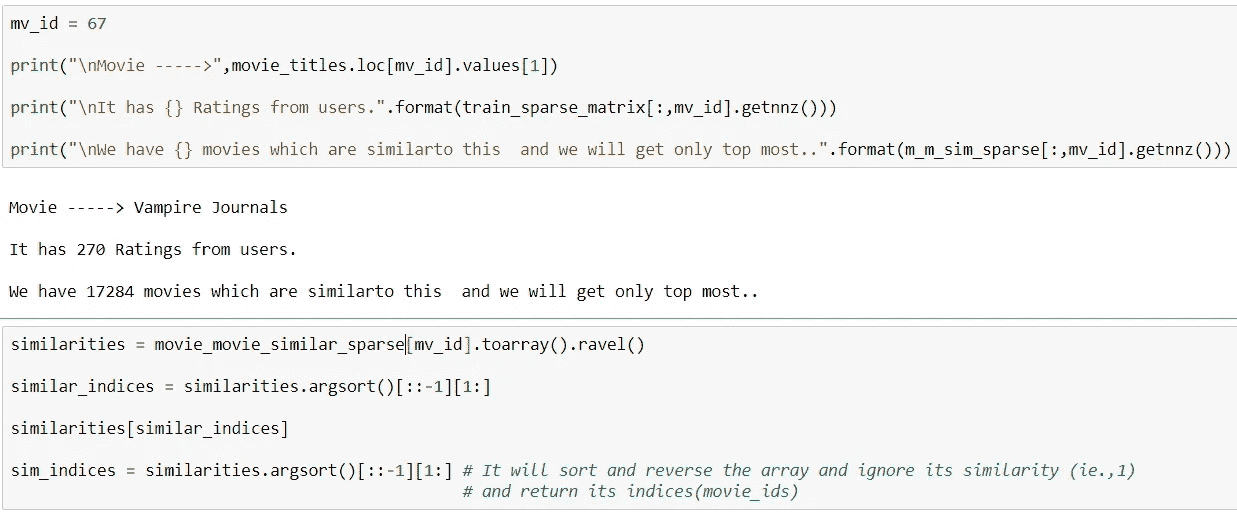 mv_id = 67
print("\nMovie ----->",movie_titles.loc[mv_id].values[1])
print("\nIt has {} Ratings from users.".format(train_sparse_matrix[:,mv_id].getnnz()))
print("\nWe have {} movies which are similarto this  and we will get only top most..".format(m_m_sim_sparse[:,mv_id].getnnz()))
Movie -----> Vampire Journals
It has 270 Ratings from users.
We have 17284 movies which are similarto this  and we will get only top most..
similarities = movie_movie_similar_sparse[mv_id].toarray().ravel()
similar_indices = similarities.argsort()[::-1][1:]
similarities[similar_indices]
sim_indices = similarities.argsort()[::-1][1:] # It will sort and reverse the array and ignore its similarity (ie.,1)
# and return its indices(movie_ids)